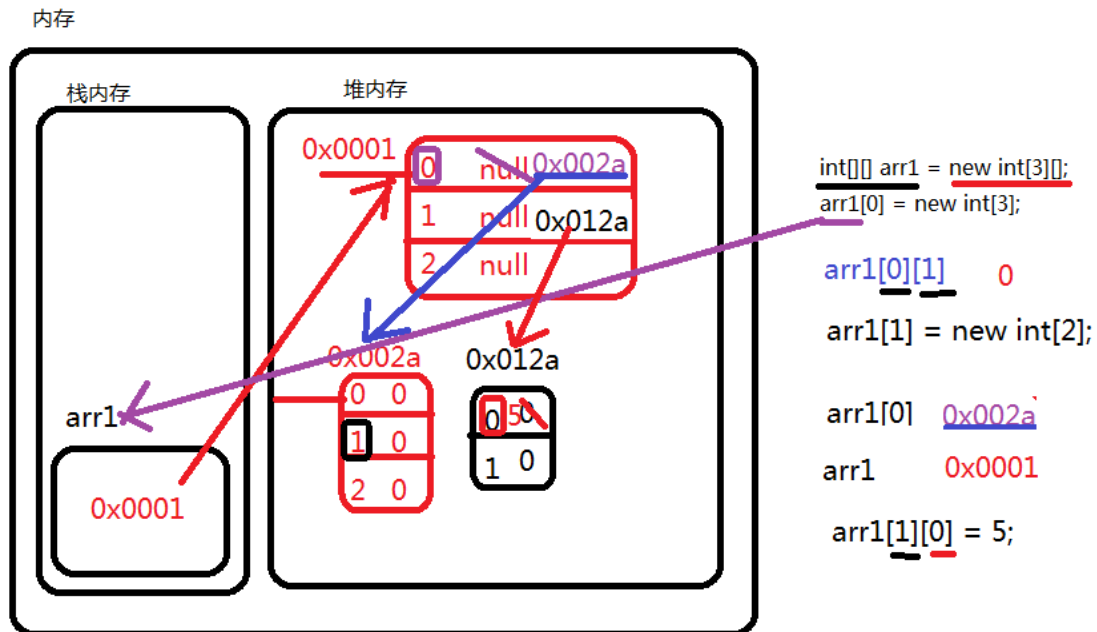 内存
栈内存
堆内存
0x0001
0 null 0x002a
1 null 0x012a
2 null
0x002a
0 0
1 0
2 0
0x012a
0 5 0
1 0
arr1
0x0001
int[][] arr1 = new int[3][];
arr1[0] = new int[3];
arr1[0][1] 0
arr1[1] = new int[2];
arr1[0] 0x002a
arr1 0x0001
arr1[1][0] = 5;